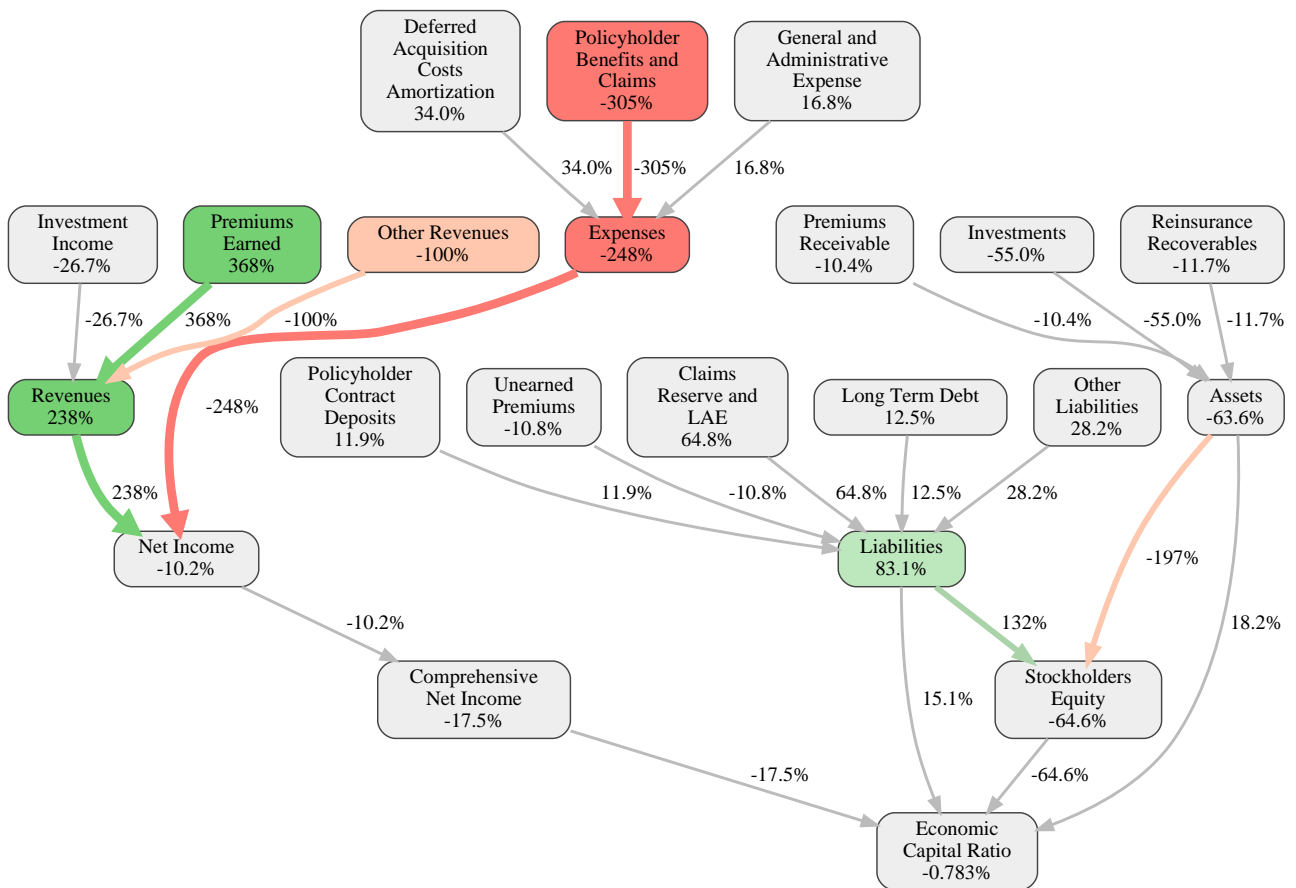 Deferred
Acquisition
Costs
Amortization
34.0%
Policyholder
Benefits and
Claims
-305%
General and
Administrative
Expense
16.8%
34.0%
-305%
16.8%
Investment
Income
-26.7%
Premiums
Earned
368%
Other Revenues
-100%
Expenses
-248%
Premiums
Receivable
-10.4%
Investments
-55.0%
Reinsurance
Recoverables
-11.7%
-26.7%
368%
-100%
-10.4%
-55.0%
-11.7%
Revenues
238%
-248%
Policyholder
Contract
Deposits
11.9%
Unearned
Premiums
-10.8%
Claims
Reserve and
LAE
64.8%
Long Term Debt
12.5%
Other
Liabilities
28.2%
Assets
-63.6%
238%
11.9%
-10.8%
64.8%
12.5%
28.2%
Net Income
-10.2%
Liabilities
83.1%
-197%
-10.2%
132%
18.2%
Comprehensive
Net Income
-17.5%
15.1%
Stockholders
Equity
-64.6%
-17.5%
-64.6%
Economic
Capital Ratio
-0.783%